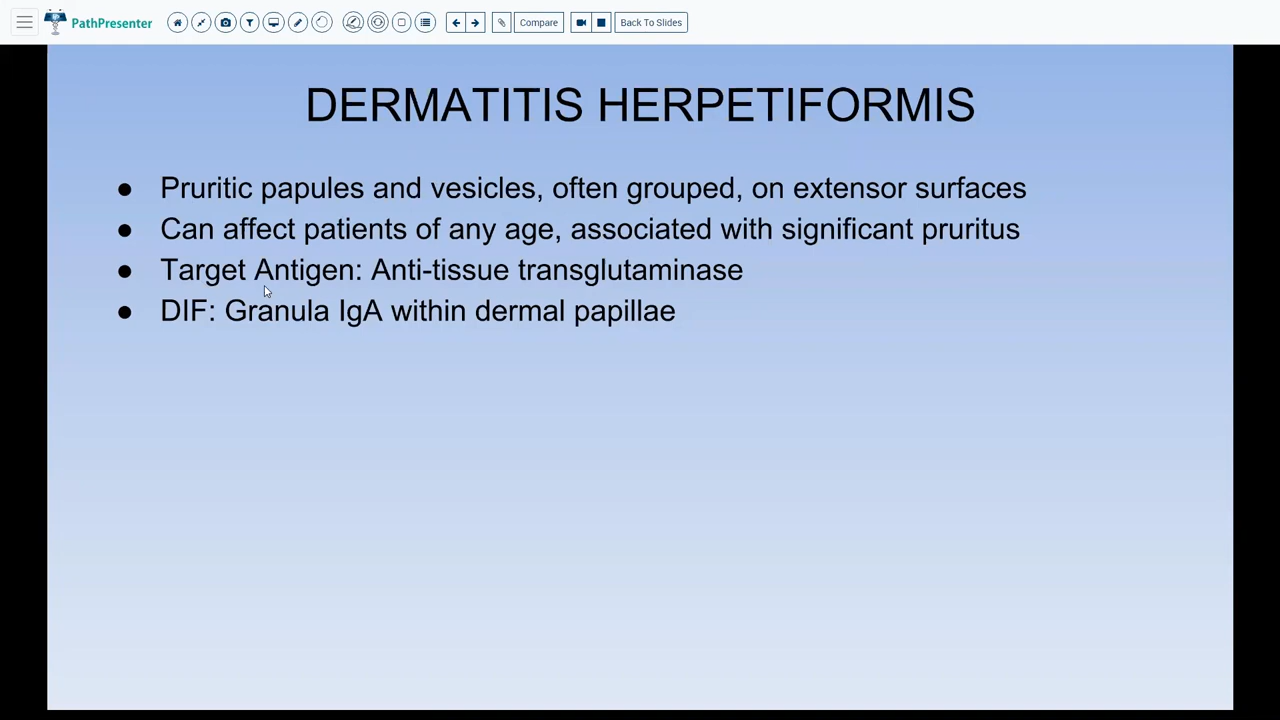 PathPresenter
Compare
Back To Slides
DERMATITIS HERPETIFORMIS
● Pruritic papules and vesicles, often grouped, on extensor surfaces
● Can affect patients of any age, associated with significant pruritus
● Target Antigen: Anti-tissue transglutaminase
● DIF: Granula IgA within dermal papillae